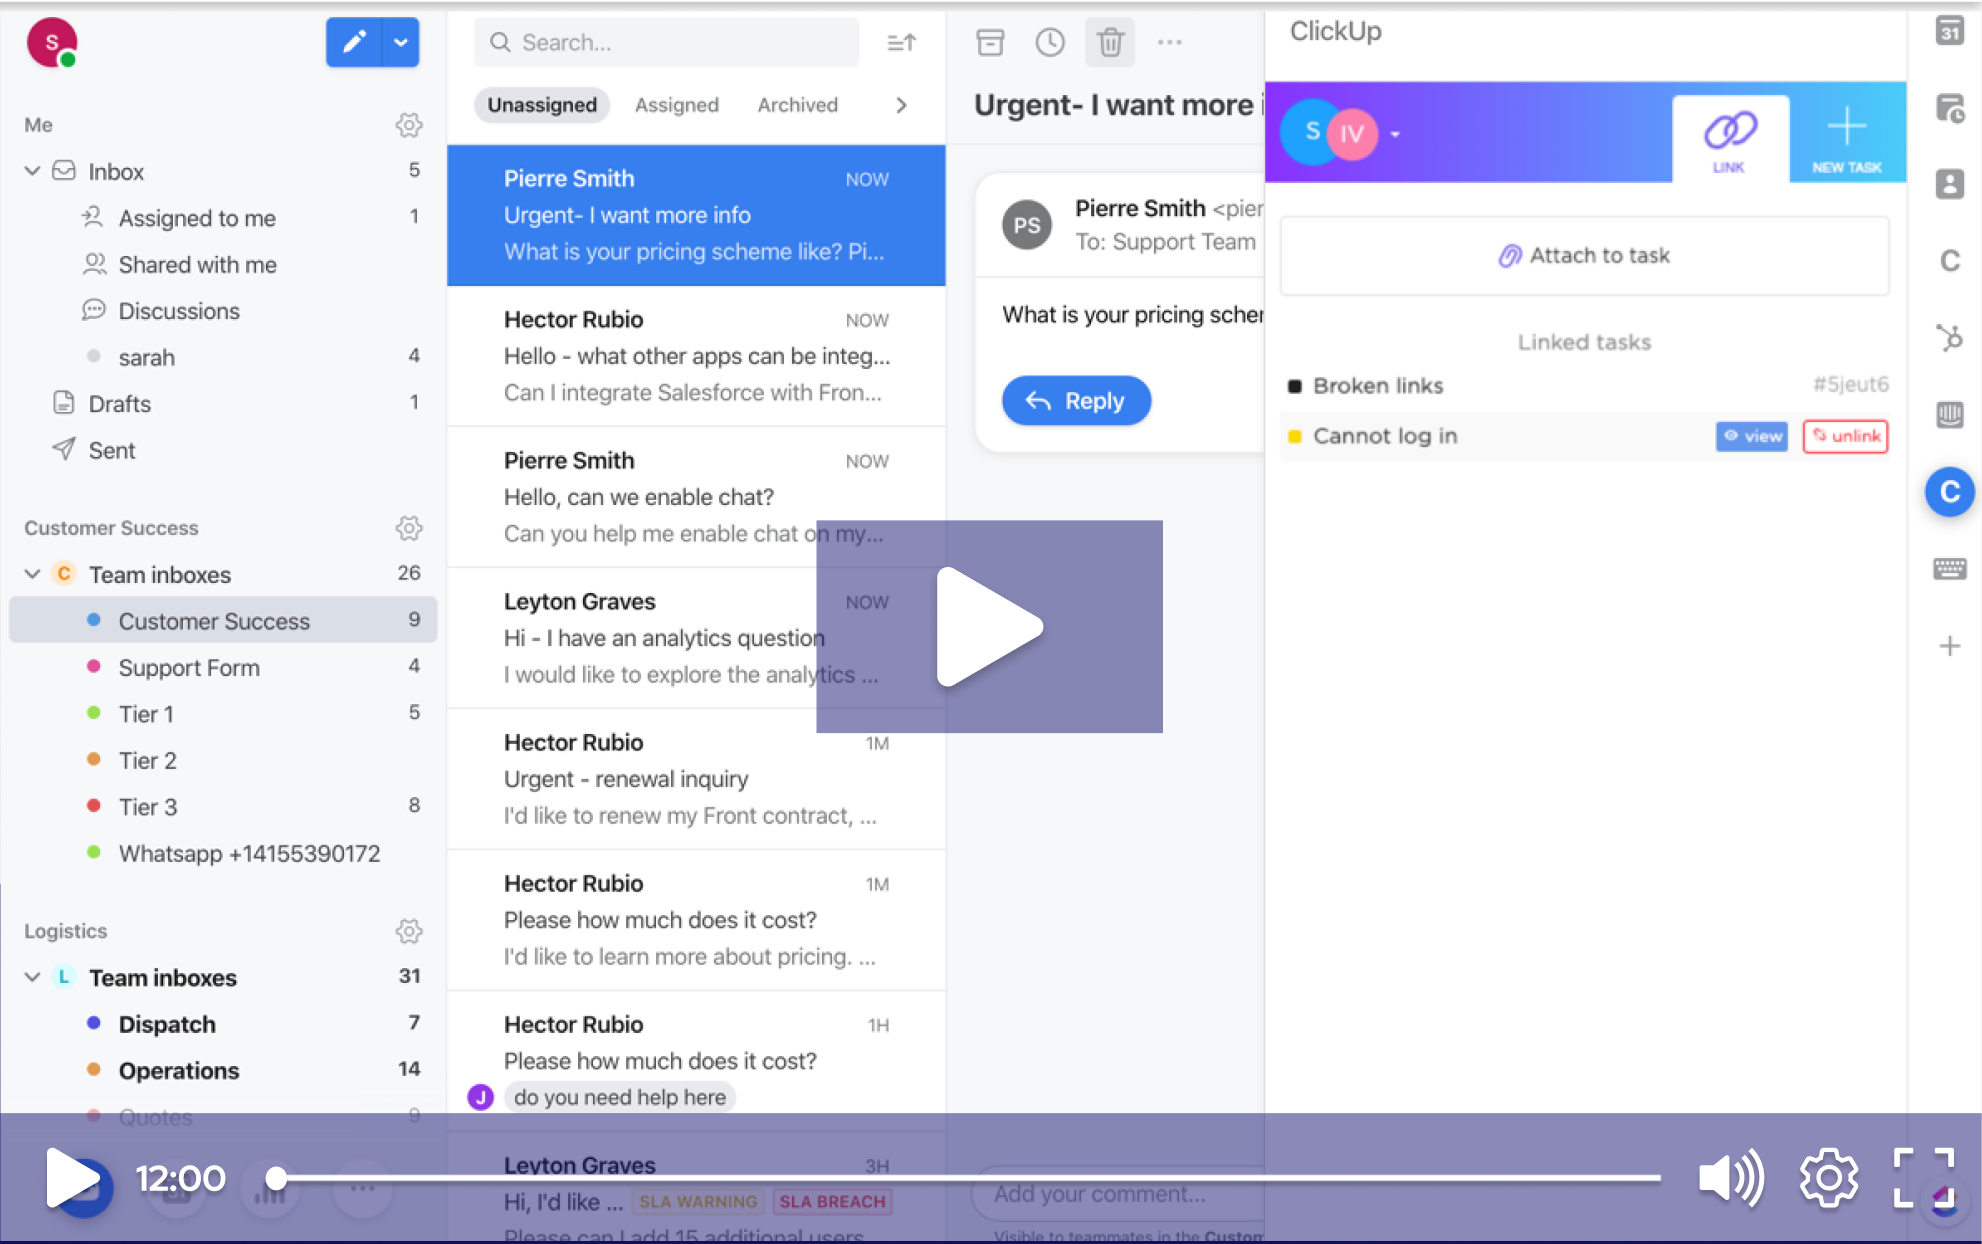 S
Me
Inbox 5
Assigned to me 1
Shared with me
Discussions
sarah 4
Drafts 1
Sent
Customer Success
C Team inboxes 26
Customer Success 9
Support Form 4
Tier 1 5
Tier 2
Tier 3 8
Whatsapp +14155390172
Logistics
L Team inboxes 31
Dispatch 7
Operations 14
Quotes 9
Search...
Unassigned Assigned Archived
Pierre Smith NOW
Urgent- I want more info
What is your pricing scheme like? Pi...
Hector Rubio NOW
Hello - what other apps can be integ...
Can I integrate Salesforce with Fron...
Pierre Smith NOW
Hello, can we enable chat?
Can you help me enable chat on my...
Leyton Graves NOW
Hi - I have an analytics question
I would like to explore the analytics ...
Hector Rubio 1M
Urgent - renewal inquiry
I'd like to renew my Front contract, ...
Hector Rubio 1M
Please how much does it cost?
I'd like to learn more about pricing. ...
Hector Rubio 1H
Please how much does it cost?
J do you need help here
Leyton Graves 3H
Hi, I'd like ... SLA WARNING SLA BREACH
Please can I add 15 additional users
Urgent- I want more
PS
Pierre Smith <pier
To: Support Team
What is your pricing scher
Reply
Add your comment...
Visible to teammates in the Custom
ClickUp
S IV
LINK
NEW TASK
Attach to task
Linked tasks
Broken links #5jeut6
Cannot log in view unlink
31
C
C
12:00